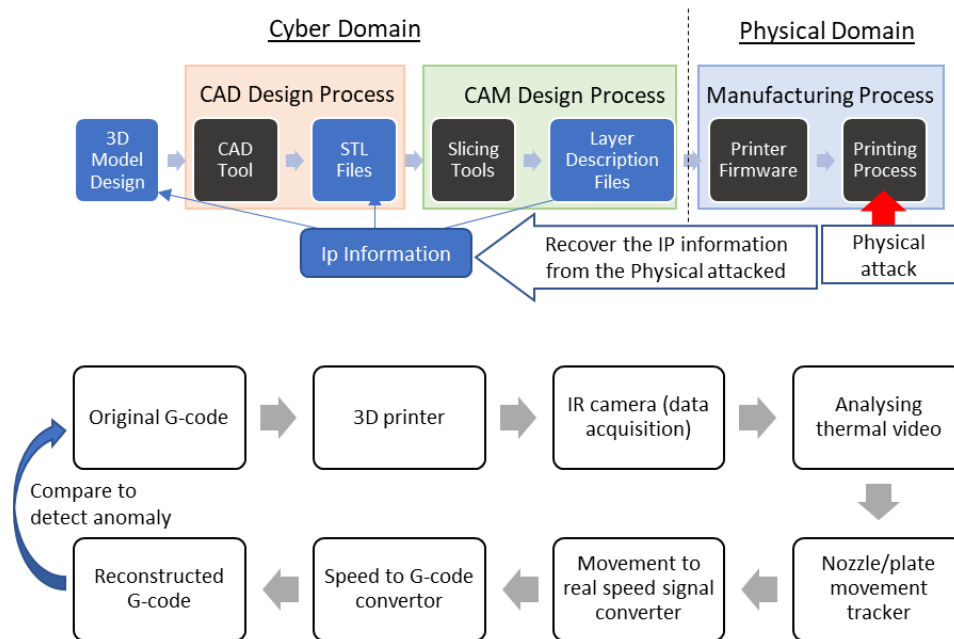 Cyber Domain
Physical Domain
CAD Design Process
CAM Design Process
Manufacturing Process
3D
Model
Design
CAD
Tool
STL
Files
Slicing
Tools
Layer
Description
Files
Printer
Firmware
Printing
Process
Ip Information
Recover the IP information
from the Physical attacked
Physical
attack
Original G-code
3D printer
IR camera (data
acquisition)
Analysing
thermal video
Compare to
detect anomaly
Reconstructed
G-code
Speed to G-code
convertor
Movement to
real speed signal
converter
Nozzle/plate
movement
tracker